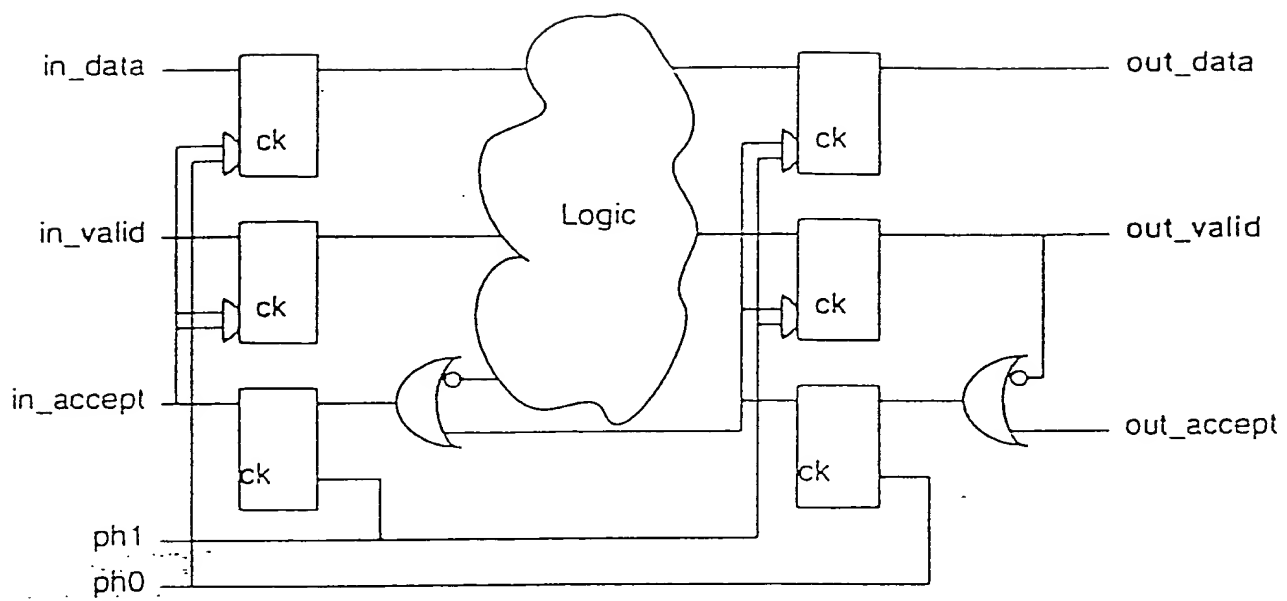 in_data
ck
ck
out_data
in_valid
ck
Logic
ck
out_valid
in_accept
ck
ck
out_accept
ph1
ph0